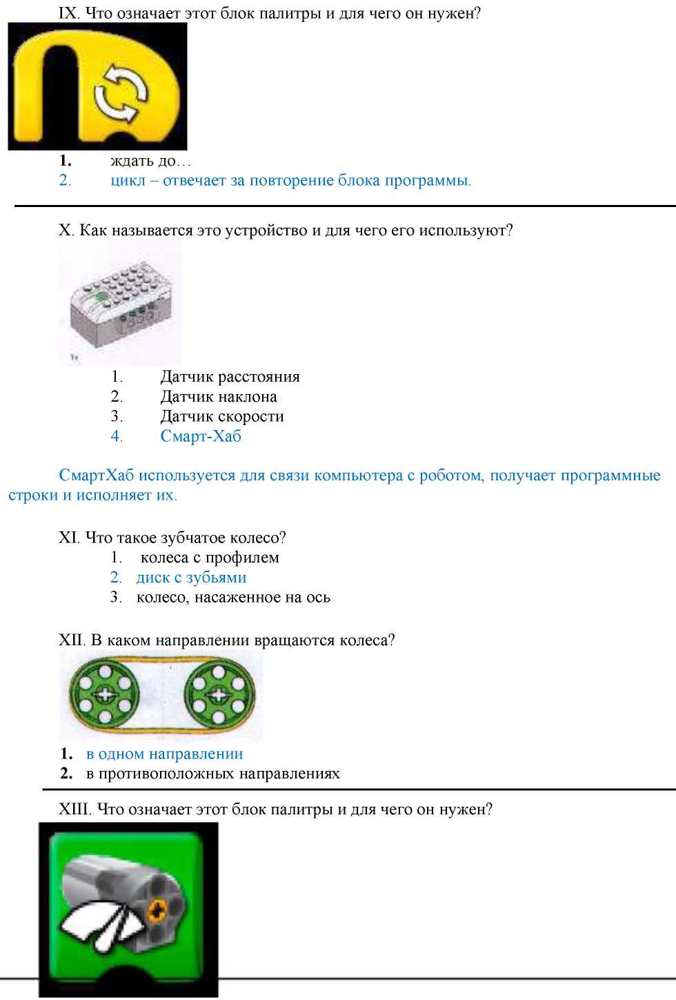 IX. Что означает этот блок палитры и для чего он нужен?
1. ждать до…
2. цикл – отвечает за повторение блока программы.
X. Как называется это устройство и для чего его используют?
1. Датчик расстояния
2. Датчик наклона
3. Датчик скорости
4. Смарт-Хаб
СмартХаб используется для связи компьютера с роботом, получает программные
строки и исполняет их.
XI. Что такое зубчатое колесо?
1. колеса с профилем
2. диск с зубьями
3. колесо, насаженное на ось
XII. В каком направлении вращаются колеса?
1. в одном направлении
2. в противоположных направлениях
XIII. Что означает этот блок палитры и для чего он нужен?